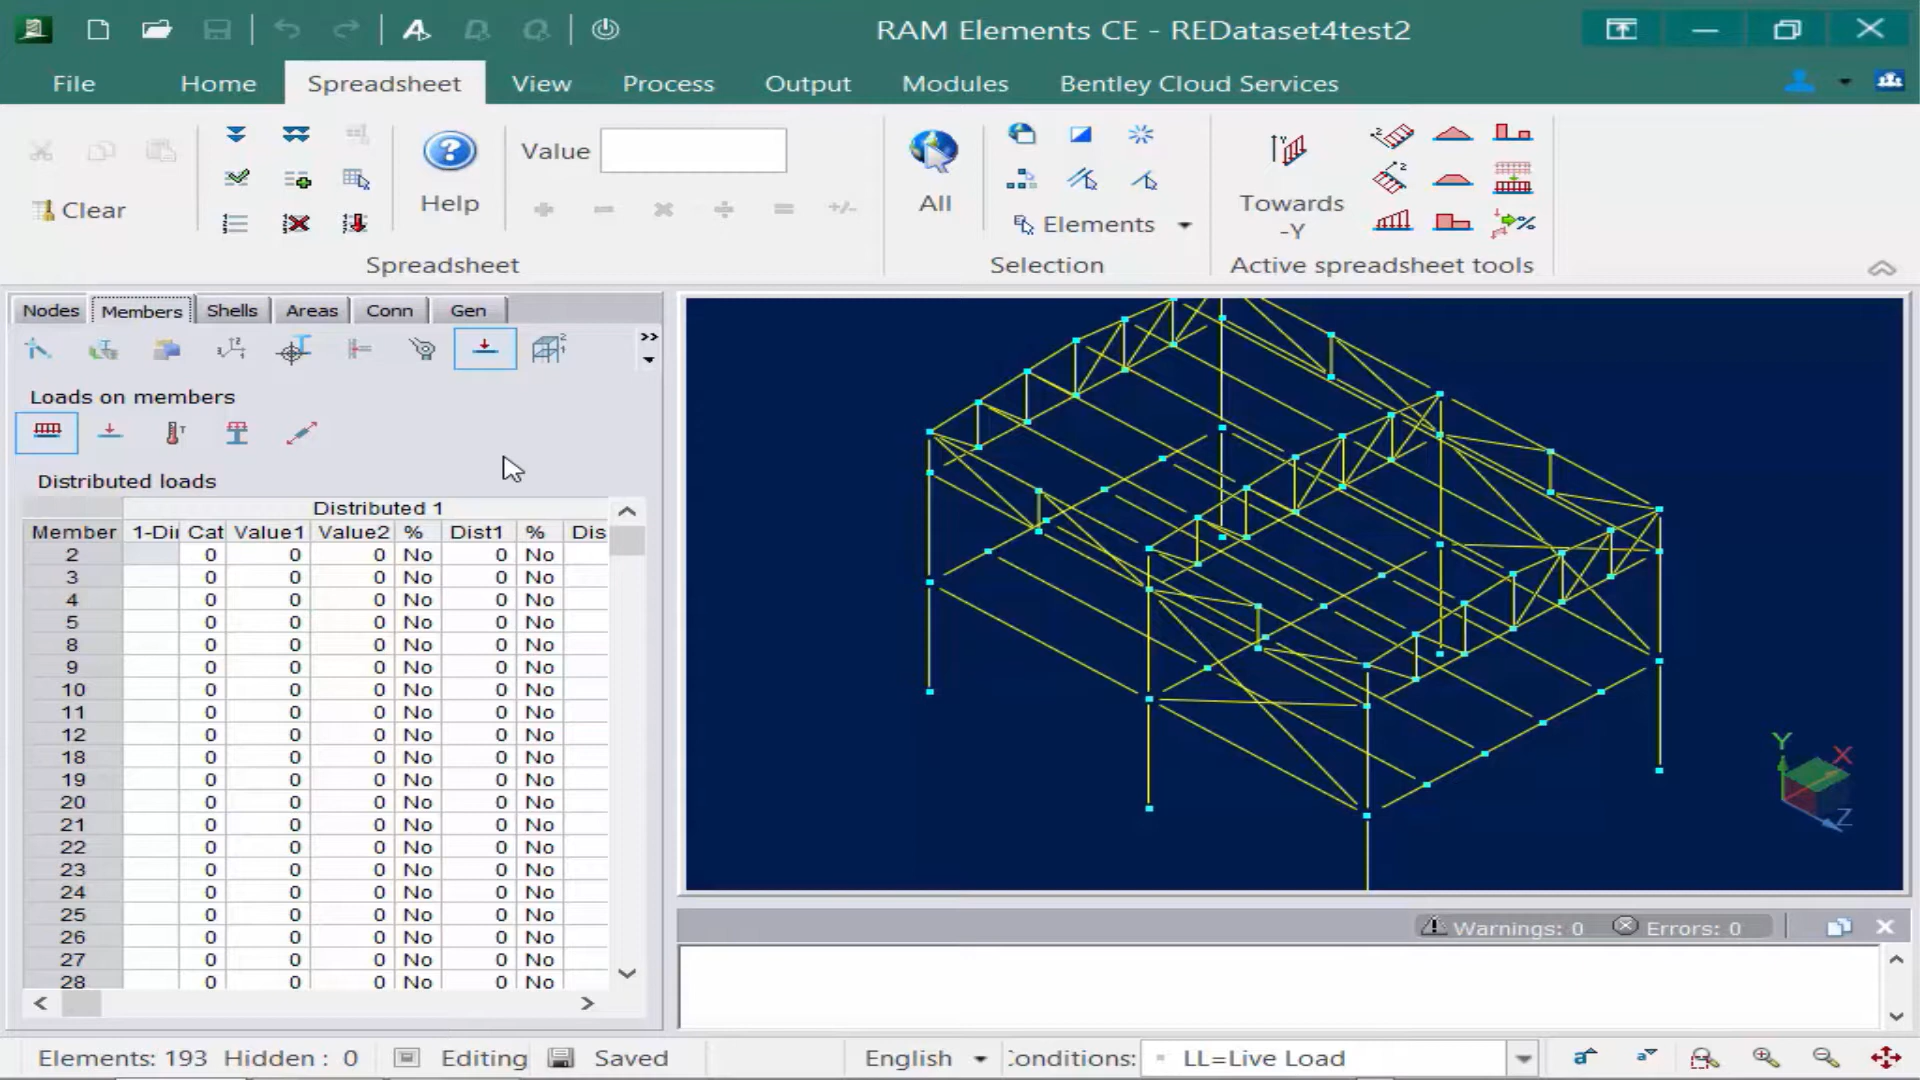 RAM Elements CE - REDataset4test2
File Home Spreadsheet View Process Output Modules Bentley Cloud Services
Clear
Help
Value
All
Elements
Towards
-Y
Spreadsheet
Selection
Active spreadsheet tools
Nodes Members Shells Areas Conn Gen
Loads on members
Distributed loads
Distributed 1
Member 1-Di Cat Value1 Value2 % Dist1 % Dis
2 0 0 0 No 0 No
3 0 0 0 No 0 No
4 0 0 0 No 0 No
5 0 0 0 No 0 No
8 0 0 0 No 0 No
9 0 0 0 No 0 No
10 0 0 0 No 0 No
11 0 0 0 No 0 No
12 0 0 0 No 0 No
18 0 0 0 No 0 No
19 0 0 0 No 0 No
20 0 0 0 No 0 No
21 0 0 0 No 0 No
22 0 0 0 No 0 No
23 0 0 0 No 0 No
24 0 0 0 No 0 No
25 0 0 0 No 0 No
26 0 0 0 No 0 No
27 0 0 0 No 0 No
28 0 0 0 No 0 No
Y X
Z
Warnings: 0 Errors: 0
Elements: 193 Hidden : 0 Editing Saved English Conditions: LL=Live Load